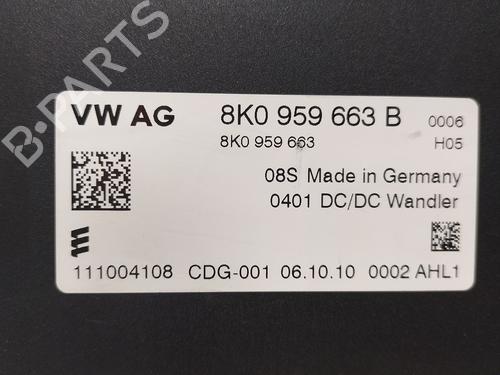 VW AG 8K0 959 663 B 0006
8K0 959 663 H05
08S Made in Germany
0401 DC/DC Wandler
111004108 CDG-001 06.10.10 0002 AHL1
B-PARTS